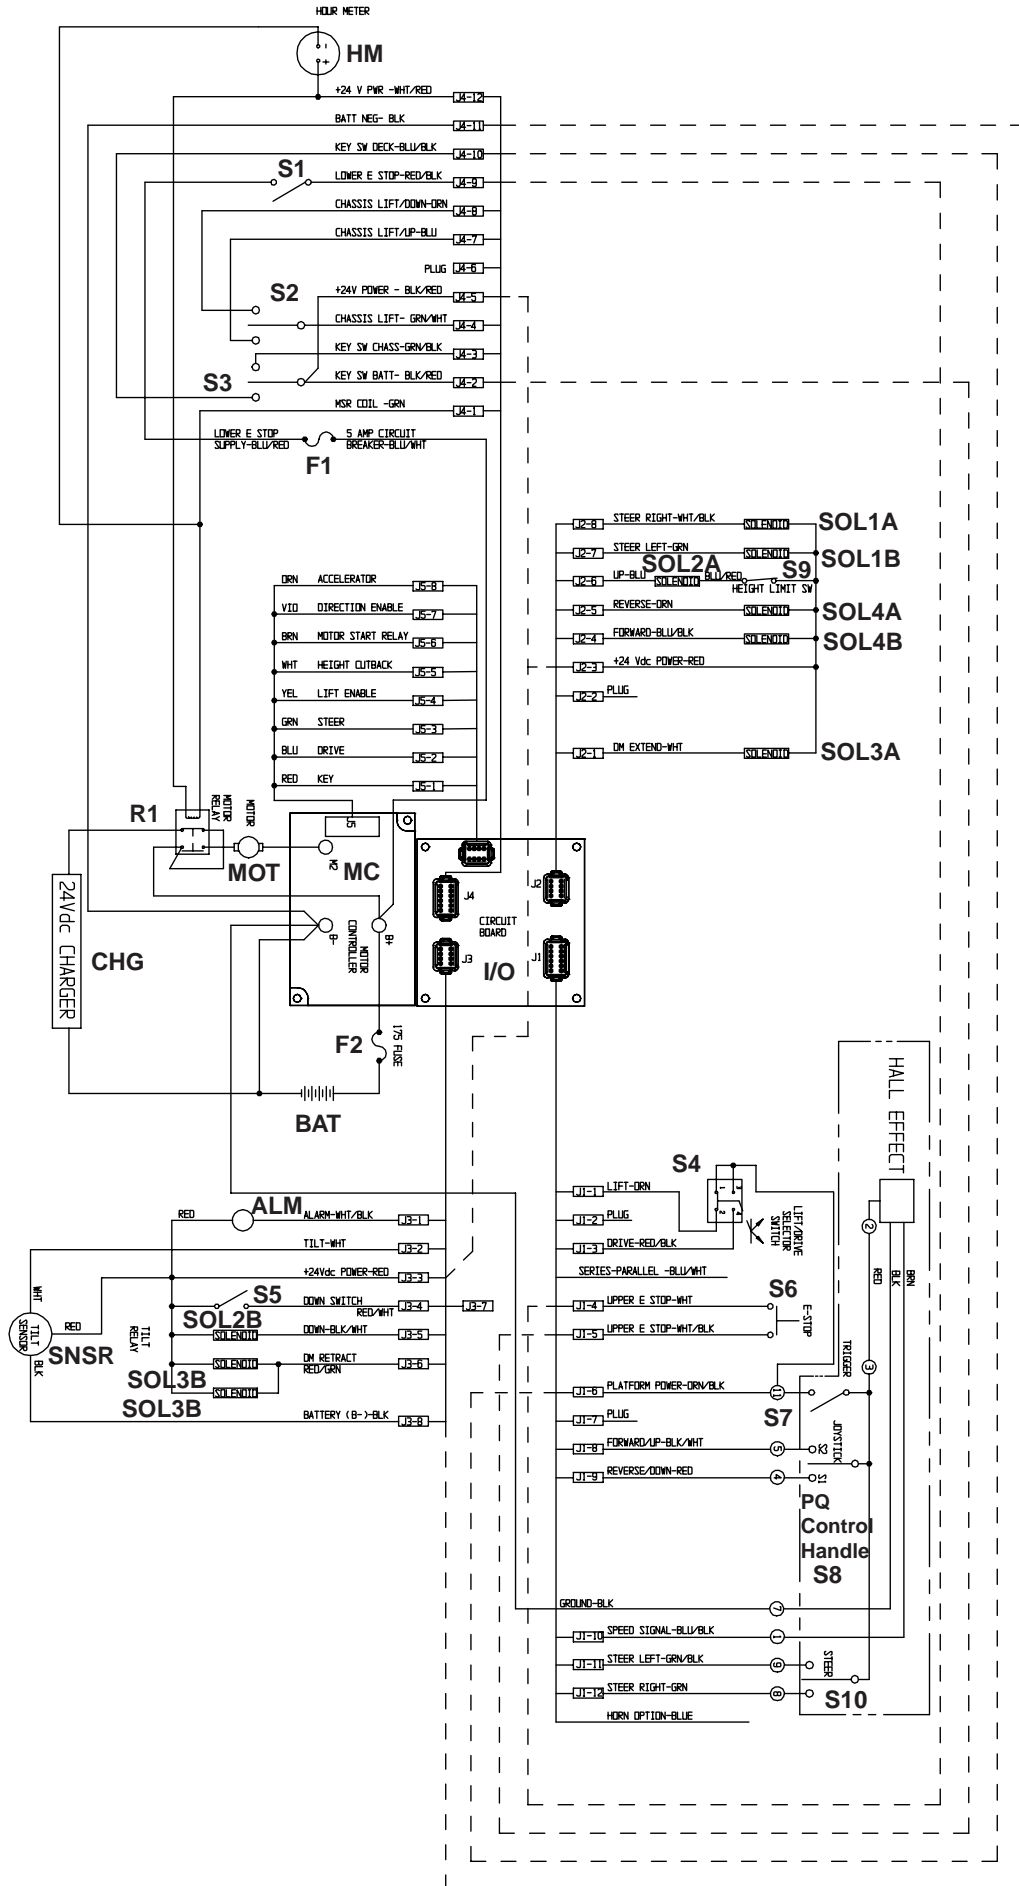 HOUR METER
HM
+24 V PWR -WHT/RED J4-12
BATT NEG- BLK J4-11
KEY SW DECK-BLU/BLK J4-10
S1
LOWER E STOP-RED/BLK J4-9
CHASSIS LIFT/DOWN-ORN J4-8
CHASSIS LIFT/UP-BLU J4-7
PLUG J4-6
S2
+24V POWER - BLK/RED J4-5
CHASSIS LIFT- GRN/WHT J4-4
KEY SW CHASS-GRN/BLK J4-3
S3
KEY SW BATT- BLK/RED J4-2
MSR COIL -GRN J4-1
LOWER E STOP
SUPPLY-BLU/RED
5 AMP CIRCUIT
BREAKER-BLU/WHT
F1
J2-8 STEER RIGHT-WHT/BLK SOLENOID SOL1A
J2-7 STEER LEFT-GRN SOLENOID SOL1B
SOL2A S9
J2-6 UP-BLU SOLENOID BLU/RED
HEIGHT LIMIT SW
J2-5 REVERSE-ORN SOLENOID SOL4A
J2-4 FORWARD-BLU/BLK SOLENOID SOL4B
J2-3 +24 Vdc POWER-RED
J2-2 PLUG
J2-1 DM EXTEND-WHT SOLENOID SOL3A
ORN ACCELERATOR J5-8
VIO DIRECTION ENABLE J5-7
BRN MOTOR START RELAY J5-6
WHT HEIGHT CUTBACK J5-5
YEL LIFT ENABLE J5-4
GRN STEER J5-3
BLU DRIVE J5-2
RED KEY J5-1
R1
MOTOR
RELAY
MOTOR
MOT
J5
M2
MC
MOTOR
CONTROLLER
B-
B+
J4
J3
J2
J1
CIRCUIT
BOARD
I/O
24Vdc CHARGER
CHG
F2
175 FUSE
BAT
HALL EFFECT
S4
1
3
2
4
LIFT/DRIVE
SELECTOR
SWITCH
J1-1 LIFT-ORN
J1-2 PLUG
J1-3 DRIVE-RED/BLK
SERIES-PARALLEL -BLU/WHT
2
RED
BLK
BRN
S6
J1-4 UPPER E STOP-WHT
J1-5 UPPER E STOP-WHT/BLK
E-STOP
TRIGGER
3
J1-6 PLATFORM POWER-ORN/BLK 11
S7
J1-7 PLUG
JOYSTICK
J1-8 FORWARD/UP-BLK/WHT 5
J1-9 REVERSE/DOWN-RED 4 S1
PQ
Control
Handle
S8
GROUND-BLK 7
J1-10 SPEED SIGNAL-BLU/BLK 1
J1-11 STEER LEFT-GRN/BLK 9
STEER
J1-12 STEER RIGHT-GRN 8
S10
HORN OPTION-BLUE
ALM
RED ALARM-WHT/BLK J3-1
TILT-WHT J3-2
+24Vdc POWER-RED J3-3
S5
DOWN SWITCH J3-4 J3-7
RED/WHT
SOL2B
SOLENOID DOWN-BLK/WHT J3-5
DM RETRACT J3-6
RED/GRN
SOLENOID
SOL3B
SOLENOID
SOL3B
BATTERY (B-)-BLK J3-8
WHT
TILT
SENSOR
RED
BLK
SNSR
TILT
RELAY